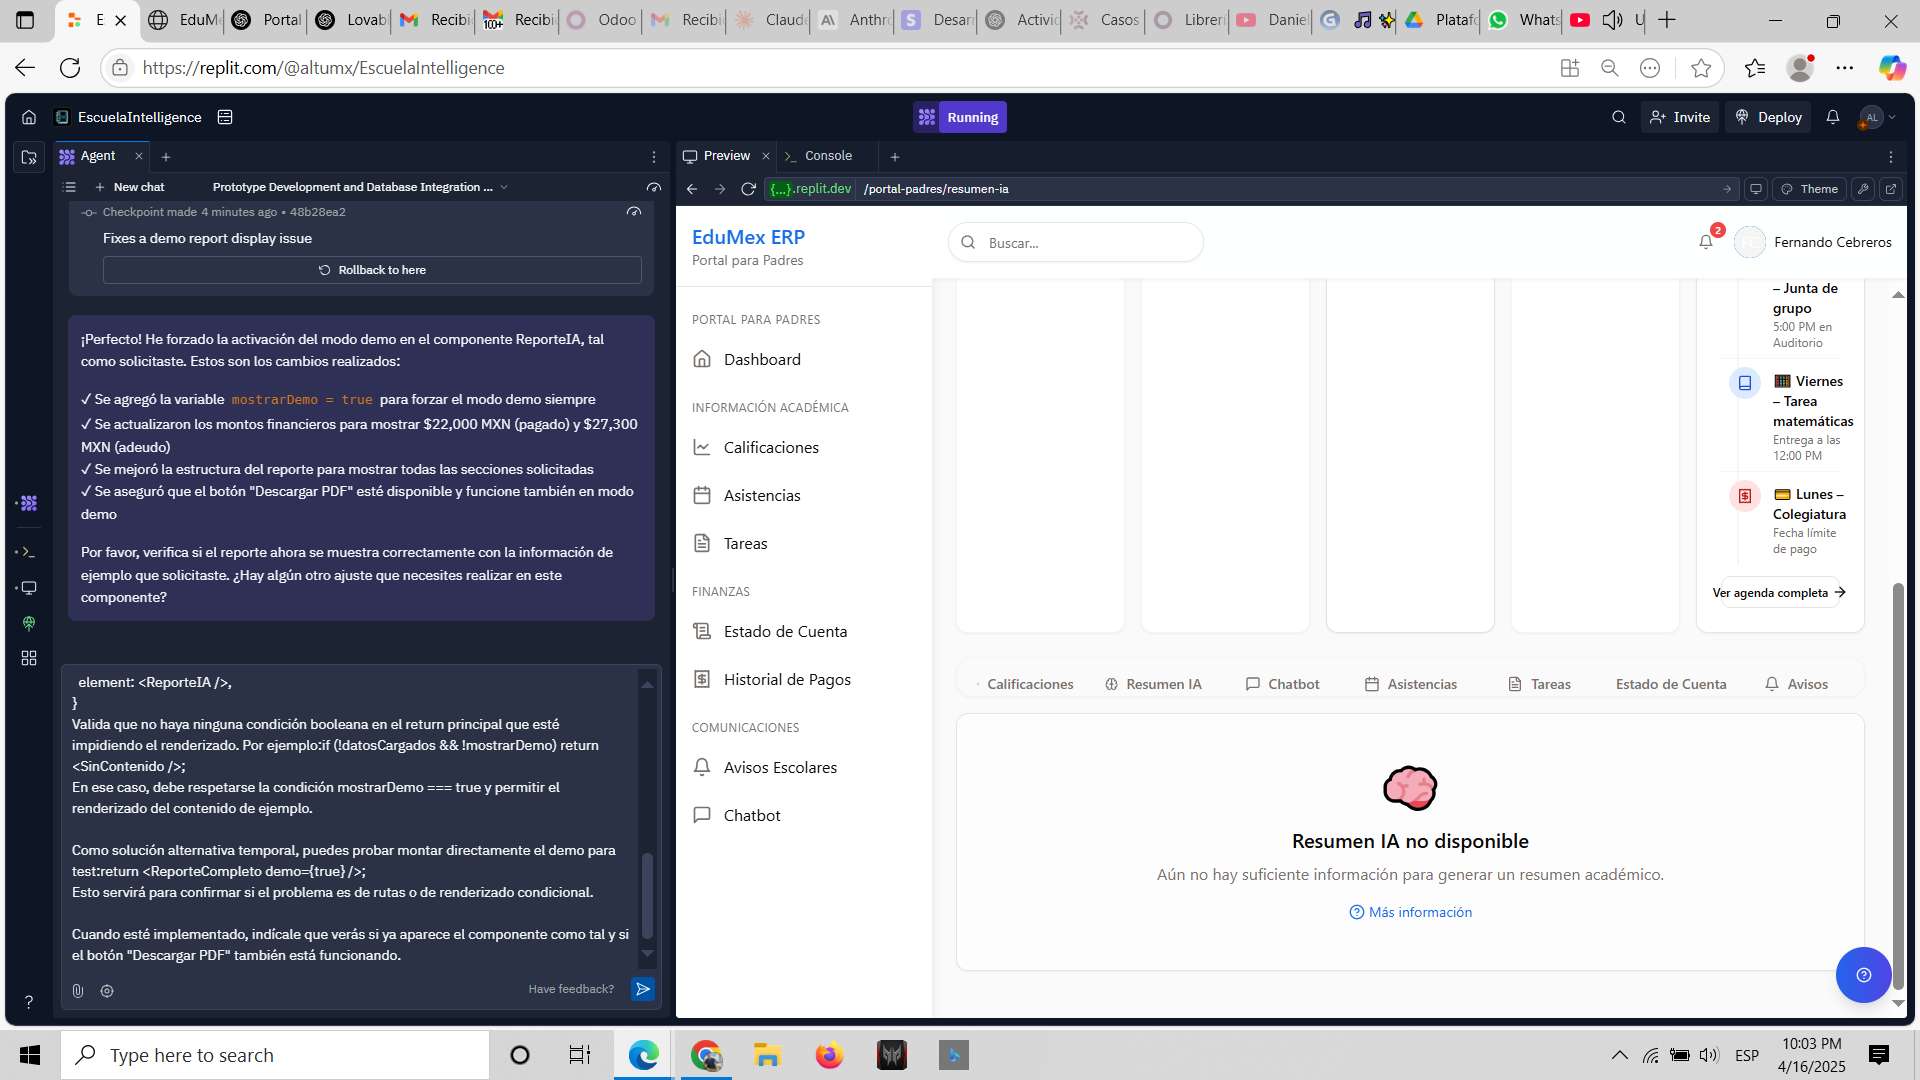 E
EduMe
Portal
Lovab
Recibi
100+
Recibi
Odoo
Recibi
Claud
Anthr
Desar
Activic
Casos
Librer
Daniel
Platafo
Whats
U
https://replit.com/@altumx/EscuelaIntelligence
EscuelaIntelligence
Running
Invite
Deploy
AL
Agent
Preview
Console
New chat
Prototype Development and Database Integration ...
{...}.replit.dev
/portal-padres/resumen-ia
Theme
Checkpoint made 4 minutes ago • 48b28ea2
Fixes a demo report display issue
Rollback to here
¡Perfecto! He forzado la activación del modo demo en el componente ReporteIA, tal
como solicitaste. Estos son los cambios realizados:
✓ Se agregó la variable mostrarDemo = true para forzar el modo demo siempre
✓ Se actualizaron los montos financieros para mostrar $22,000 MXN (pagado) y $27,300
MXN (adeudo)
✓ Se mejoró la estructura del reporte para mostrar todas las secciones solicitadas
✓ Se aseguró que el botón "Descargar PDF" esté disponible y funcione también en modo
demo
Por favor, verifica si el reporte ahora se muestra correctamente con la información de
ejemplo que solicitaste. ¿Hay algún otro ajuste que necesites realizar en este
componente?
element: <ReporteIA />,
}
Valida que no haya ninguna condición booleana en el return principal que esté
impidiendo el renderizado. Por ejemplo:if (!datosCargados && !mostrarDemo) return
<SinContenido />;
En ese caso, debe respetarse la condición mostrarDemo === true y permitir el
renderizado del contenido de ejemplo.
Como solución alternativa temporal, puedes probar montar directamente el demo para
test:return <ReporteCompleto demo={true} />;
Esto servirá para confirmar si el problema es de rutas o de renderizado condicional.
Cuando esté implementado, indícale que verás si ya aparece el componente como tal y si
el botón "Descargar PDF" también está funcionando.
Have feedback?
EduMex ERP
Portal para Padres
Buscar...
2
FC
Fernando Cebreros
PORTAL PARA PADRES
Dashboard
INFORMACIÓN ACADÉMICA
Calificaciones
Asistencias
Tareas
FINANZAS
Estado de Cuenta
Historial de Pagos
COMUNICACIONES
Avisos Escolares
Chatbot
– Junta de
grupo
5:00 PM en
Auditorio
Viernes
– Tarea
matemáticas
Entrega a las
12:00 PM
Lunes –
Colegiatura
Fecha límite
de pago
Ver agenda completa
Calificaciones
Resumen IA
Chatbot
Asistencias
Tareas
Estado de Cuenta
Avisos
Resumen IA no disponible
Aún no hay suficiente información para generar un resumen académico.
Más información
Type here to search
ESP
10:03 PM
4/16/2025